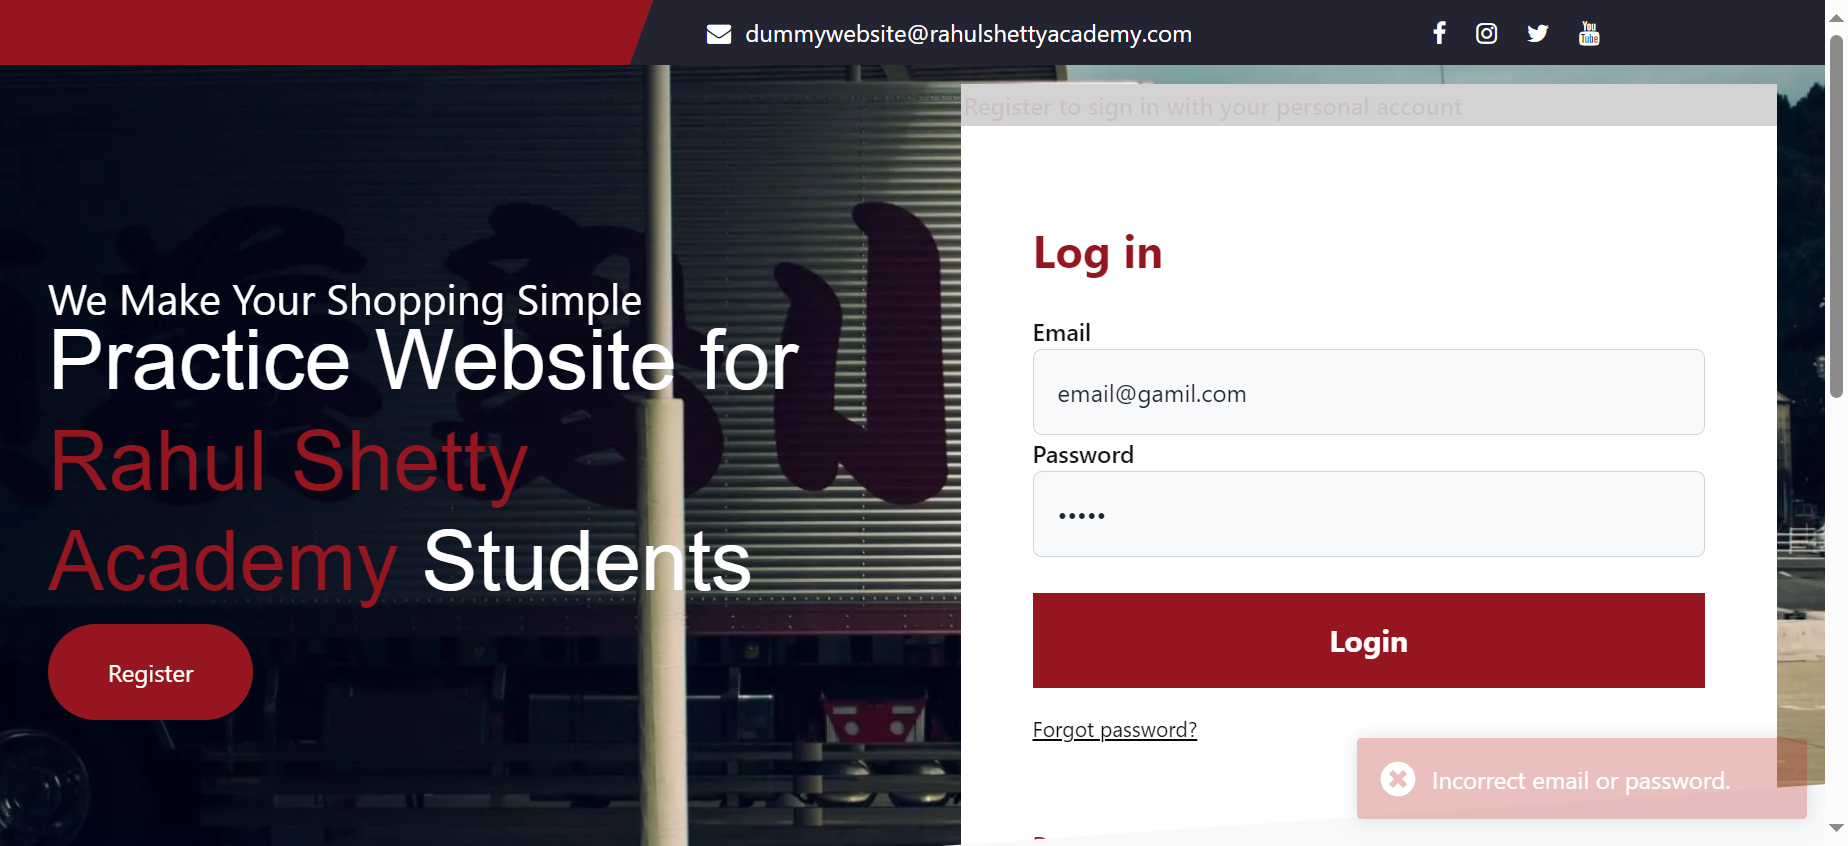 dummywebsite@rahulshettyacademy.com
You
Tube
Register to sign in with your personal account
We Make Your Shopping Simple
Practice Website for
Rahul Shetty
Academy Students
Register
Log in
Email
email@gamil.com
Password
•••••
Login
Forgot password?
Incorrect email or password.